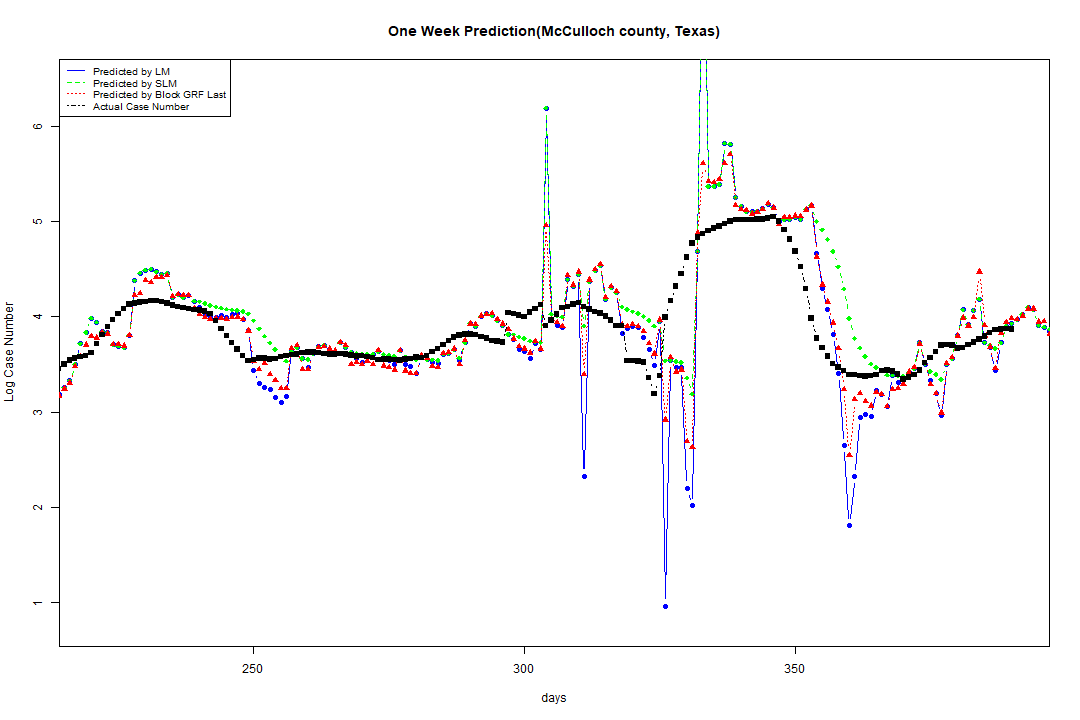 One Week Prediction(McCulloch county, Texas)
Predicted by LM
Predicted by SLM
Predicted by Block GRF Last
Actual Case Number
Log Case Number
6
5
4
3
2
1
250
300
350
days